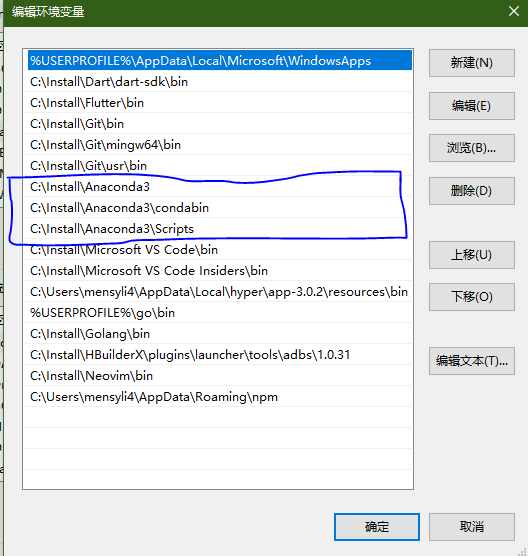 编辑环境变量
%USERPROFILE%\AppData\Local\Microsoft\WindowsApps
C:\Install\Dart\dart-sdk\bin
C:\Install\Flutter\bin
C:\Install\Git\bin
C:\Install\Git\mingw64\bin
C:\Install\Git\usr\bin
C:\Install\Anaconda3
C:\Install\Anaconda3\condabin
C:\Install\Anaconda3\Scripts
C:\Install\Microsoft VS Code\bin
C:\Install\Microsoft VS Code Insiders\bin
C:\Users\mensyli4\AppData\Local\hyper\app-3.0.2\resources\bin
%USERPROFILE%\go\bin
C:\Install\Golang\bin
C:\Install\HBuilderX\plugins\launcher\tools\adbs\1.0.31
C:\Install\Neovim\bin
C:\Users\mensyli4\AppData\Roaming\npm
新建(N)
编辑(E)
浏览(B)...
删除(D)
上移(U)
下移(O)
编辑文本(T)...
确定
取消